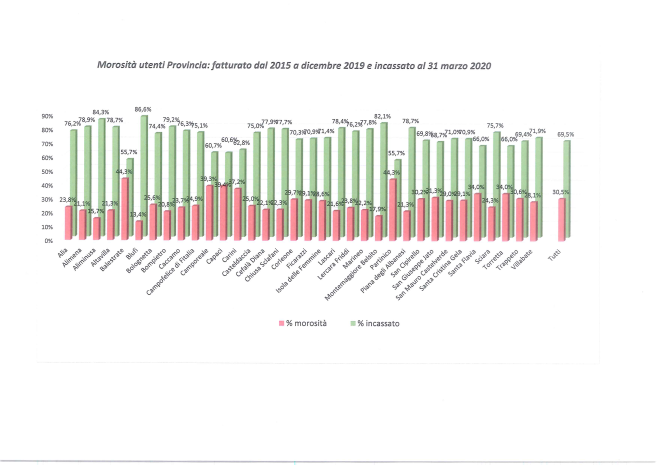 Morosità utenti Provincia: fatturato dal 2015 a dicembre 2019 e incassato al 31 marzo 2020
90%
80%
70%
60%
50%
40%
30%
20%
10%
0%
76,2% 78,9% 84,3% 78,7% 55,7% 86,6% 74,4% 79,2% 76,3% 75,1% 60,7% 60,6% 62,8% 75,0% 77,9% 77,7% 70,3% 70,9% 71,4% 78,4% 76,2% 77,8% 82,1% 55,7% 78,7% 69,8% 68,7% 71,0% 70,9% 66,0% 75,7% 66,0% 69,4% 71,9% 69,5%
23,8% 21,1% 15,7% 21,3% 44,3% 13,4% 25,6% 20,8% 23,7% 24,9% 39,3% 39,4% 37,2% 25,0% 22,1% 22,3% 29,7% 29,1% 28,6% 21,6% 23,8% 22,2% 17,9% 44,3% 21,3% 30,2% 31,3% 29,0% 29,1% 34,0% 24,3% 34,0% 30,6% 28,1% 30,5%
Alia
Alimena
Aliminusa
Altavilla
Balestrate
Blufi
Bolognetta
Bompietro
Caccamo
Campofelice di Fitalia
Camporeale
Capaci
Carini
Casteldaccia
Cefalà Diana
Chiusa Sclafani
Corleone
Ficarazzi
Isola delle Femmine
Lascari
Lercara Friddi
Marineo
Montemaggiore Belsito
Partinico
Piana degli Albanesi
San Cipirello
San Giuseppe Jato
San Mauro Castelverde
Santa Cristina Gela
Santa Flavia
Sciara
Torretta
Trappeto
Villabate
Tutti
% morosità % incassato